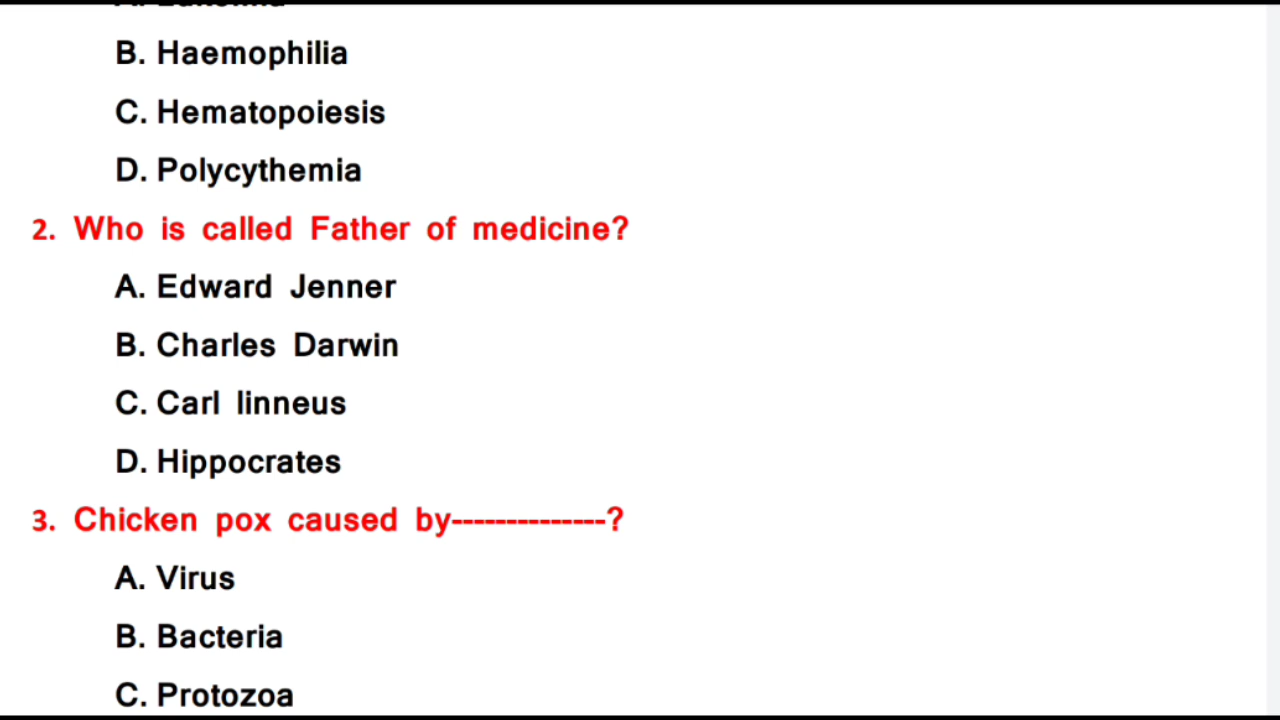 B. Haemophilia
C. Hematopoiesis
D. Polycythemia
2. Who is called Father of medicine?
A. Edward Jenner
B. Charles Darwin
C. Carl linneus
D. Hippocrates
3. Chicken pox caused by--------------?
A. Virus
B. Bacteria
C. Protozoa